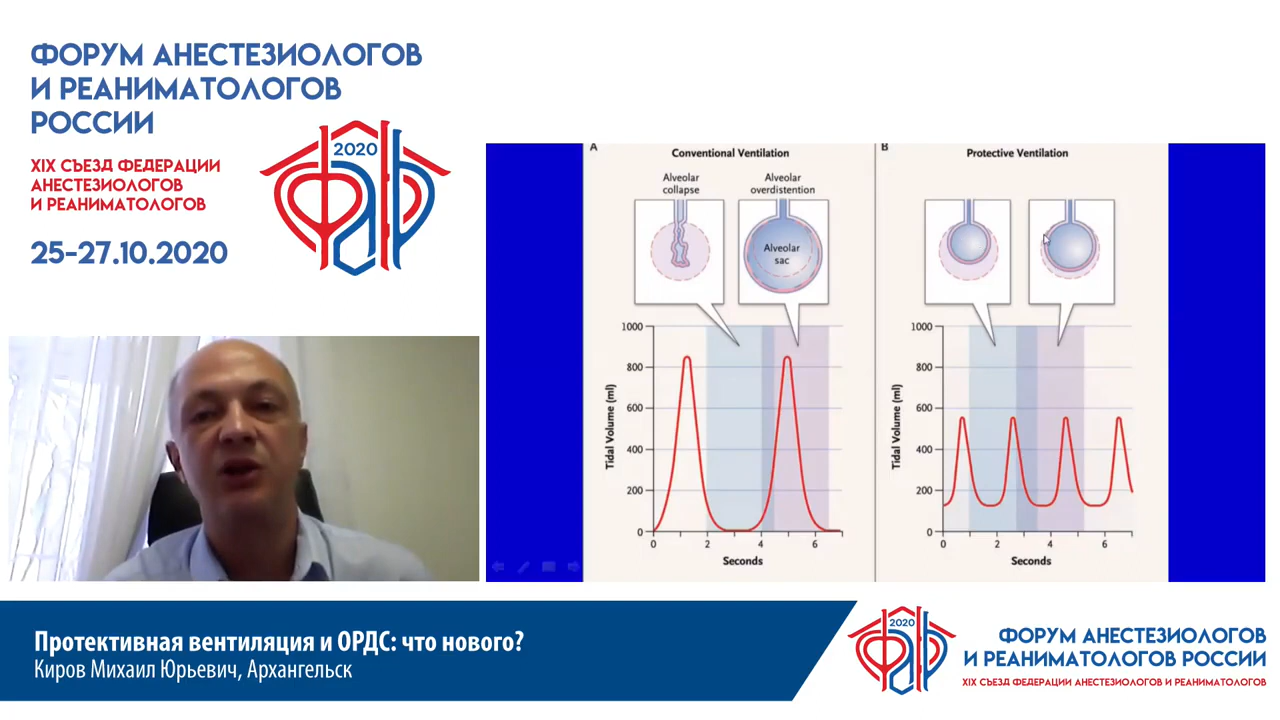 ФОРУМ АНЕСТЕЗИОЛОГОВ
И РЕАНИМАТОЛОГОВ
РОССИИ
XIX СЪЕЗД ФЕДЕРАЦИИ
АНЕСТЕЗИОЛОГОВ
И РЕАНИМАТОЛОГОВ
25-27.10.2020
2020
ФАР
A
Conventional Ventilation
Alveolar
collapse
Alveolar
overdistention
Alveolar
sac
1000
800
600
400
200
0
Tidal Volume (ml)
0 2 4 6
Seconds
B
Protective Ventilation
1000
800
600
400
200
0
Tidal Volume (ml)
0 2 4 6
Seconds
Протективная вентиляция и ОРДС: что нового?
Киров Михаил Юрьевич, Архангельск
2020
ФАР
ФОРУМ АНЕСТЕЗИОЛОГОВ
И РЕАНИМАТОЛОГОВ РОССИИ
XIX СЪЕЗД ФЕДЕРАЦИИ АНЕСТЕЗИОЛОГОВ И РЕАНИМАТОЛОГОВ